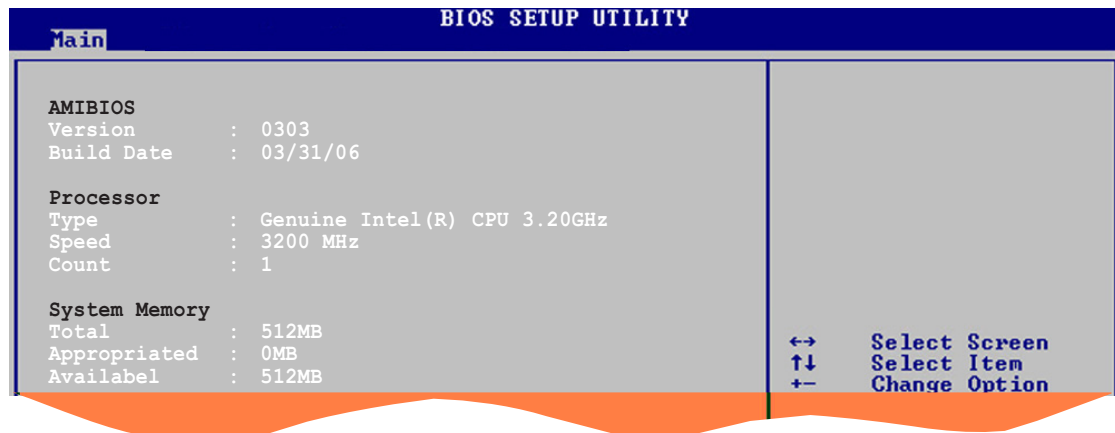 BIOS SETUP UTILITY
Main
AMIBIOS
Version : 0303
Build Date : 03/31/06
Processor
Type : Genuine Intel(R) CPU 3.20GHz
Speed : 3200 MHz
Count : 1
System Memory
Total : 512MB
Appropriated : 0MB
Availabel : 512MB
←→ Select Screen
↑↓ Select Item
+- Change Option